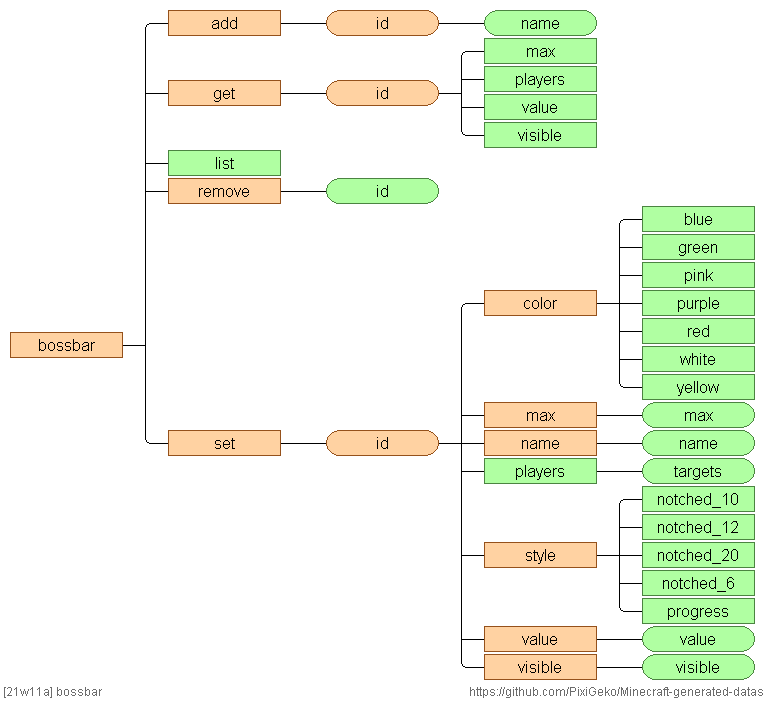 add id name
max
players
get id
value
visible
list
remove id
blue
green
pink
color purple
red
white
yellow
bossbar
max max
set id name name
players targets
notched_10
notched_12
style notched_20
notched_6
progress
value value
visible visible
[21w11a] bossbar https://github.com/PixiGeko/Minecraft-generated-datas